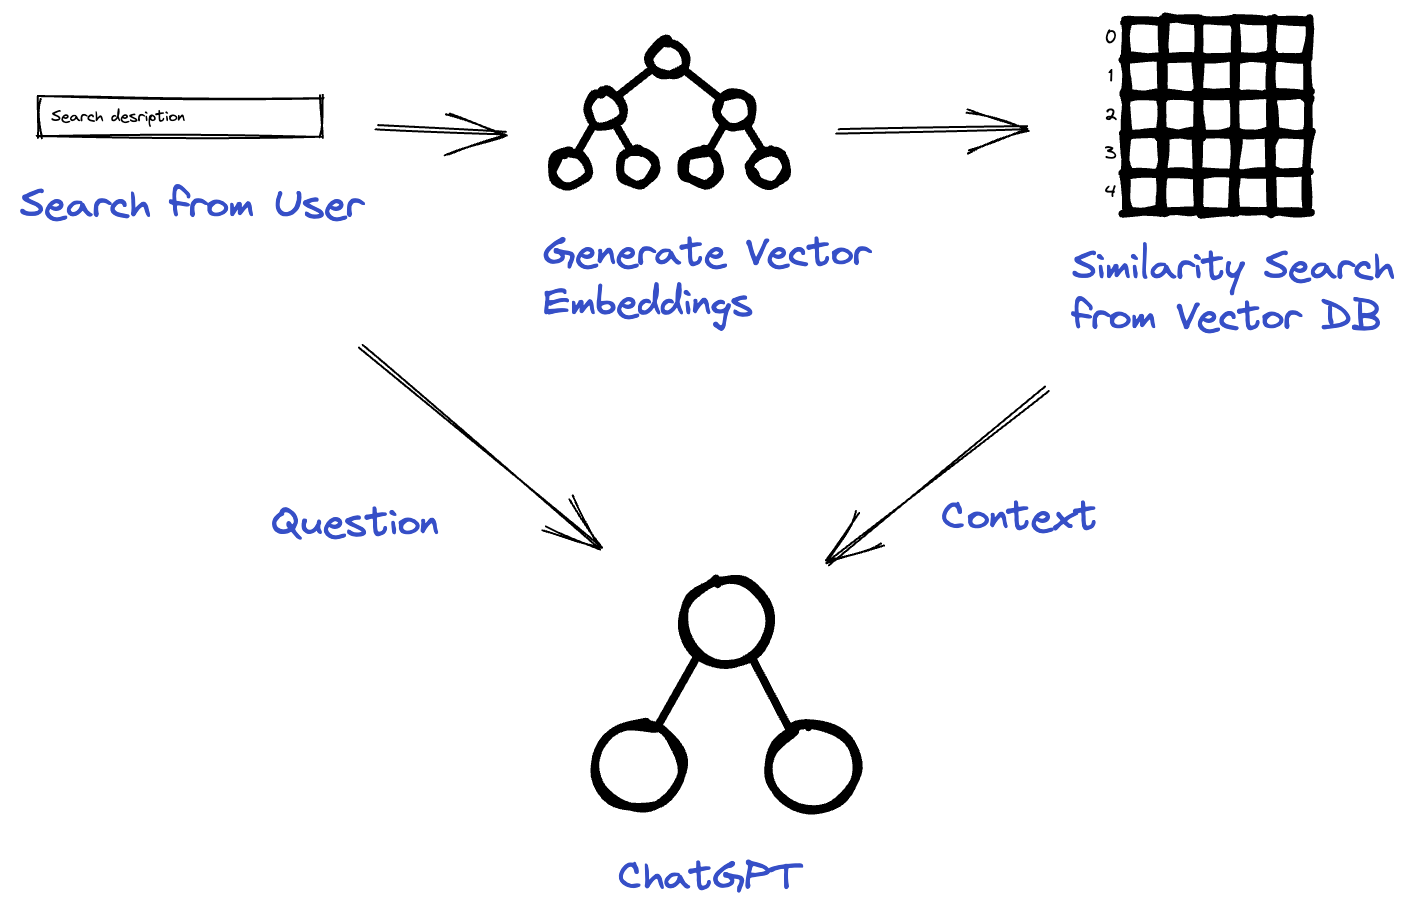 Search desription
Search from User
Generate Vector
Embeddings
0
1
2
3
4
Similarity Search
from Vector DB
Question
Context
ChatGPT